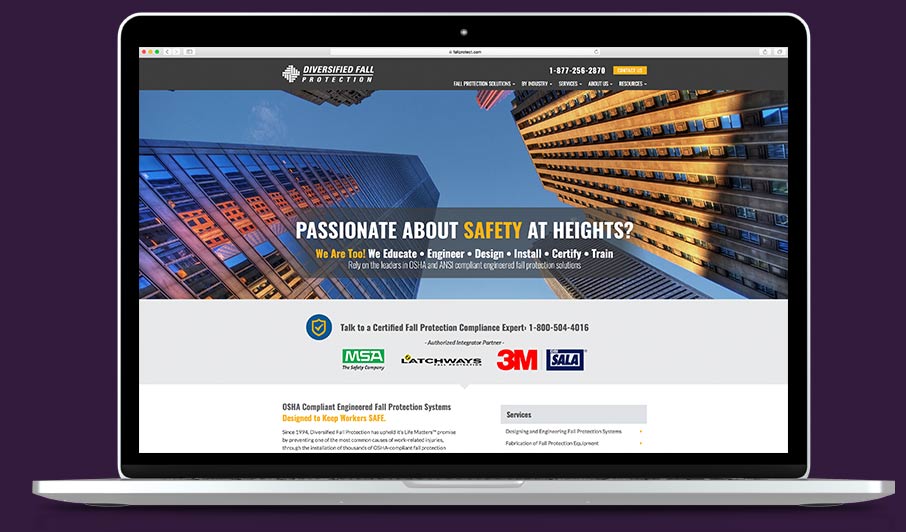 fallprotect.com
DIVERSIFIED FALL
PROTECTION
1-877-256-2870
CONTACT US
FALL PROTECTION SOLUTIONS
BY INDUSTRY
SERVICES
ABOUT US
RESOURCES
PASSIONATE ABOUT SAFETY AT HEIGHTS?
We Are Too! We Educate • Engineer • Design • Install • Certify • Train
Rely on the leaders in OSHA and ANSI compliant engineered fall protection solutions
Talk to a Certified Fall Protection Compliance Expert› 1-800-504-4016
- Authorized Integrator Partner -
MSA
The Safety Company
LATCHWAYS
FALL PROTECTION
3M
SALA
OSHA Compliant Engineered Fall Protection Systems
Designed to Keep Workers SAFE.
Since 1994, Diversified Fall Protection has upheld it's Life Matters™ promise
by preventing one of the most common causes of work-related injuries,
through the installation of thousands of OSHA-compliant fall protection
Services
Designing and Engineering Fall Protection Systems
Fabrication of Fall Protection Equipment